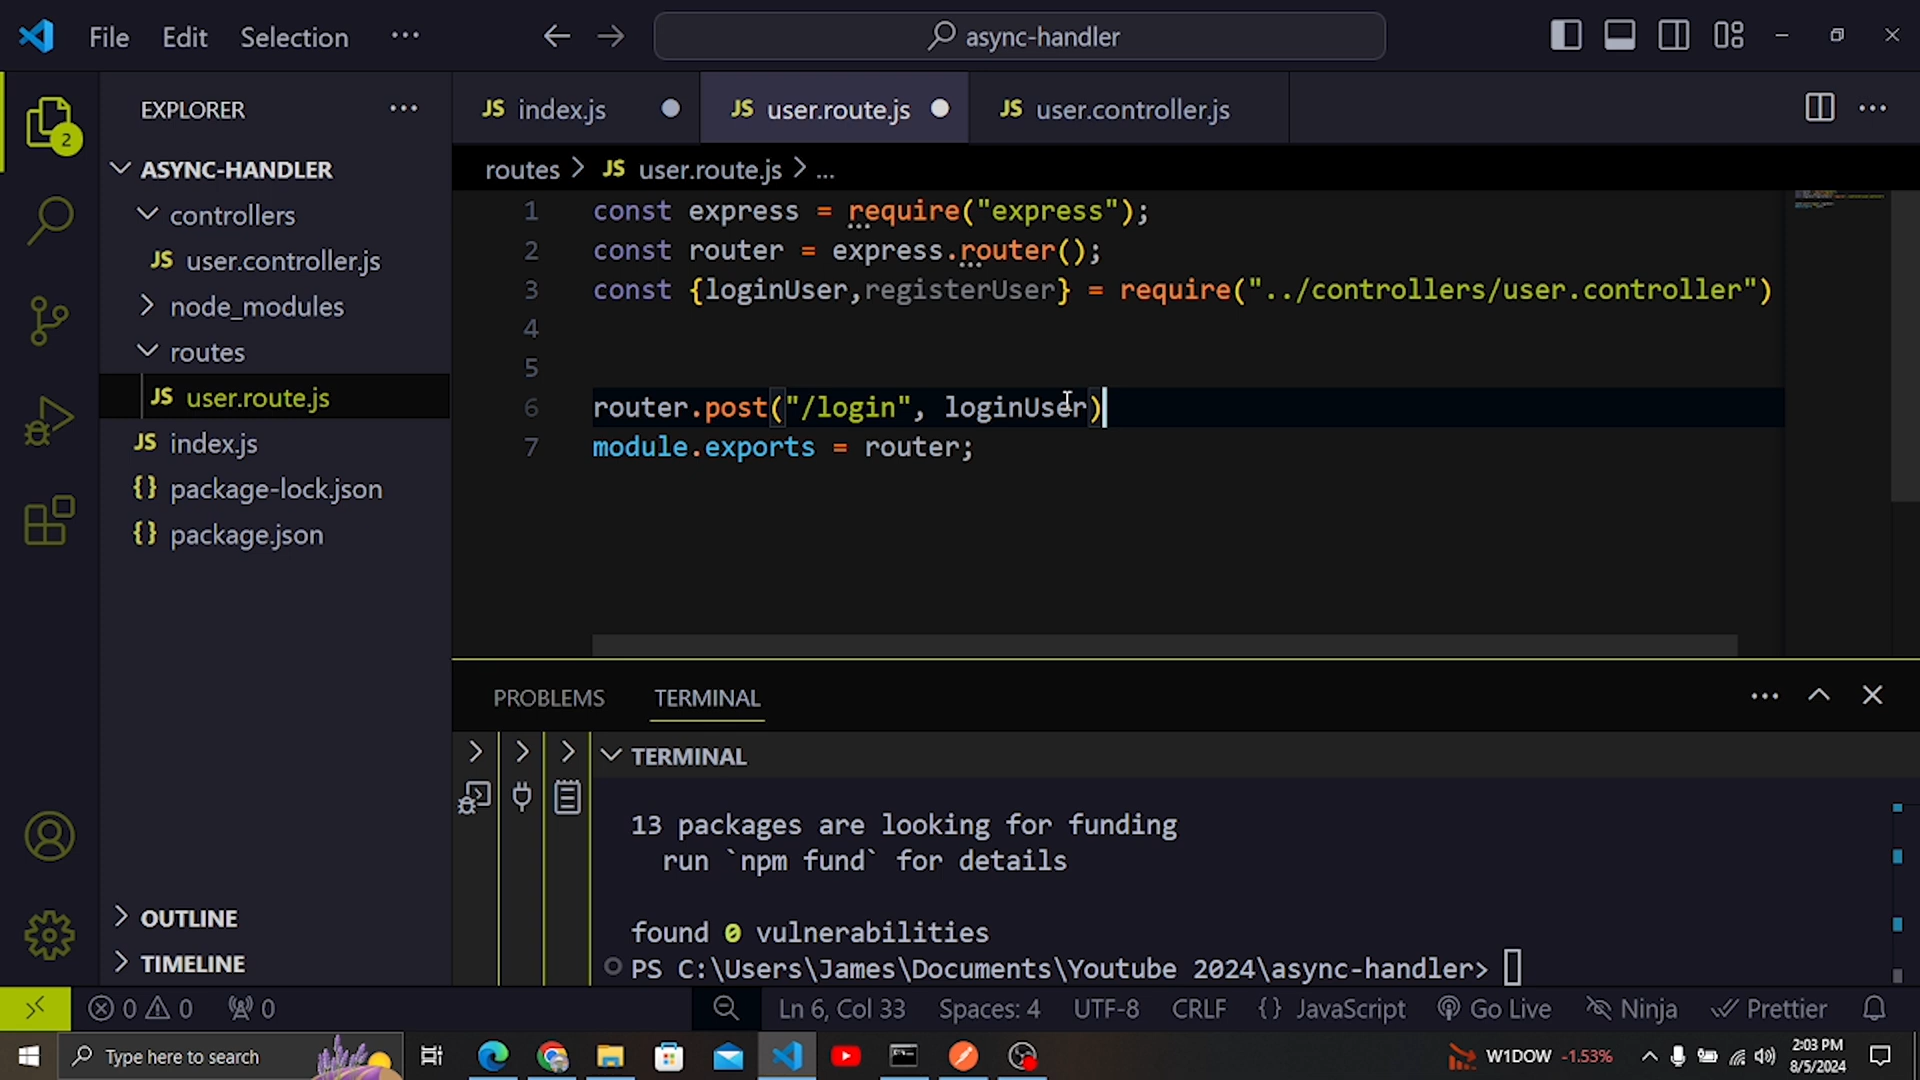 File Edit Selection ··· async-handler
EXPLORER ···
JS index.js
JS user.route.js
JS user.controller.js
2
ASYNC-HANDLER
controllers
JS user.controller.js
node_modules
routes
JS user.route.js
JS index.js
{} package-lock.json
{} package.json
OUTLINE
TIMELINE
routes > JS user.route.js > ...
1 const express = require("express");
2 const router = express.router();
3 const {loginUser,registerUser} = require("../controllers/user.controller")
4
5
6 router.post("/login", loginUser)
7 module.exports = router;
PROBLEMS TERMINAL
TERMINAL
13 packages are looking for funding
run `npm fund` for details
found 0 vulnerabilities
PS C:\Users\James\Documents\Youtube 2024\async-handler>
0 0 0 Ln 6, Col 33 Spaces: 4 UTF-8 CRLF {} JavaScript Go Live Ninja Prettier
Type here to search
W1DOW -1.53%
2:03 PM
8/5/2024